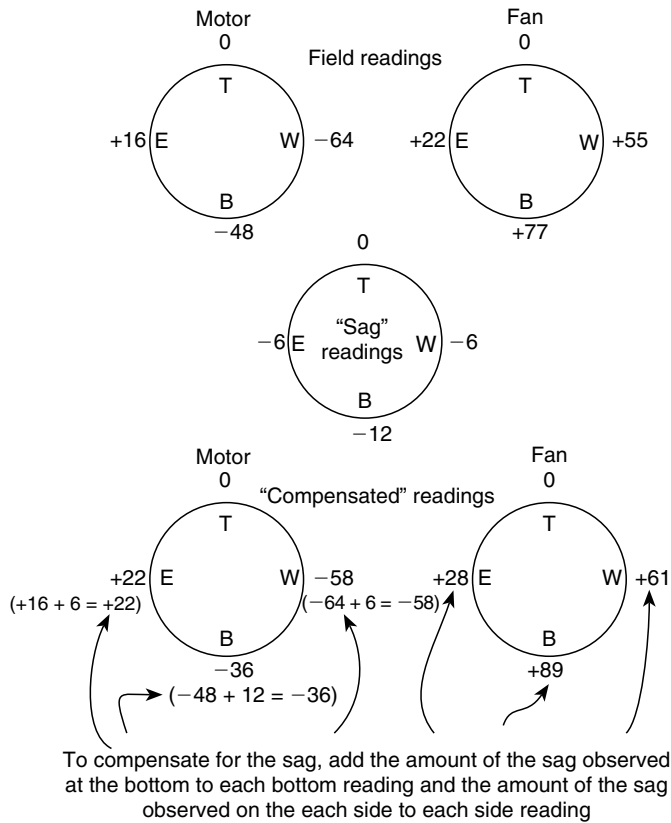 Motor Fan
0 0
Field readings
T T
+16 E W −64 +22 E W +55
B B
−48 +77
0
T
−6 E "Sag" W −6
readings
B
−12
Motor Fan
0 0
"Compensated" readings
T T
+22 E W −58 +28 E W +61
(+16 + 6 = +22) (−64 + 6 = −58)
B B
−36 +89
(−48 + 12 = −36)
To compensate for the sag, add the amount of the sag observed
at the bottom to each bottom reading and the amount of the sag
observed on the each side to each side reading